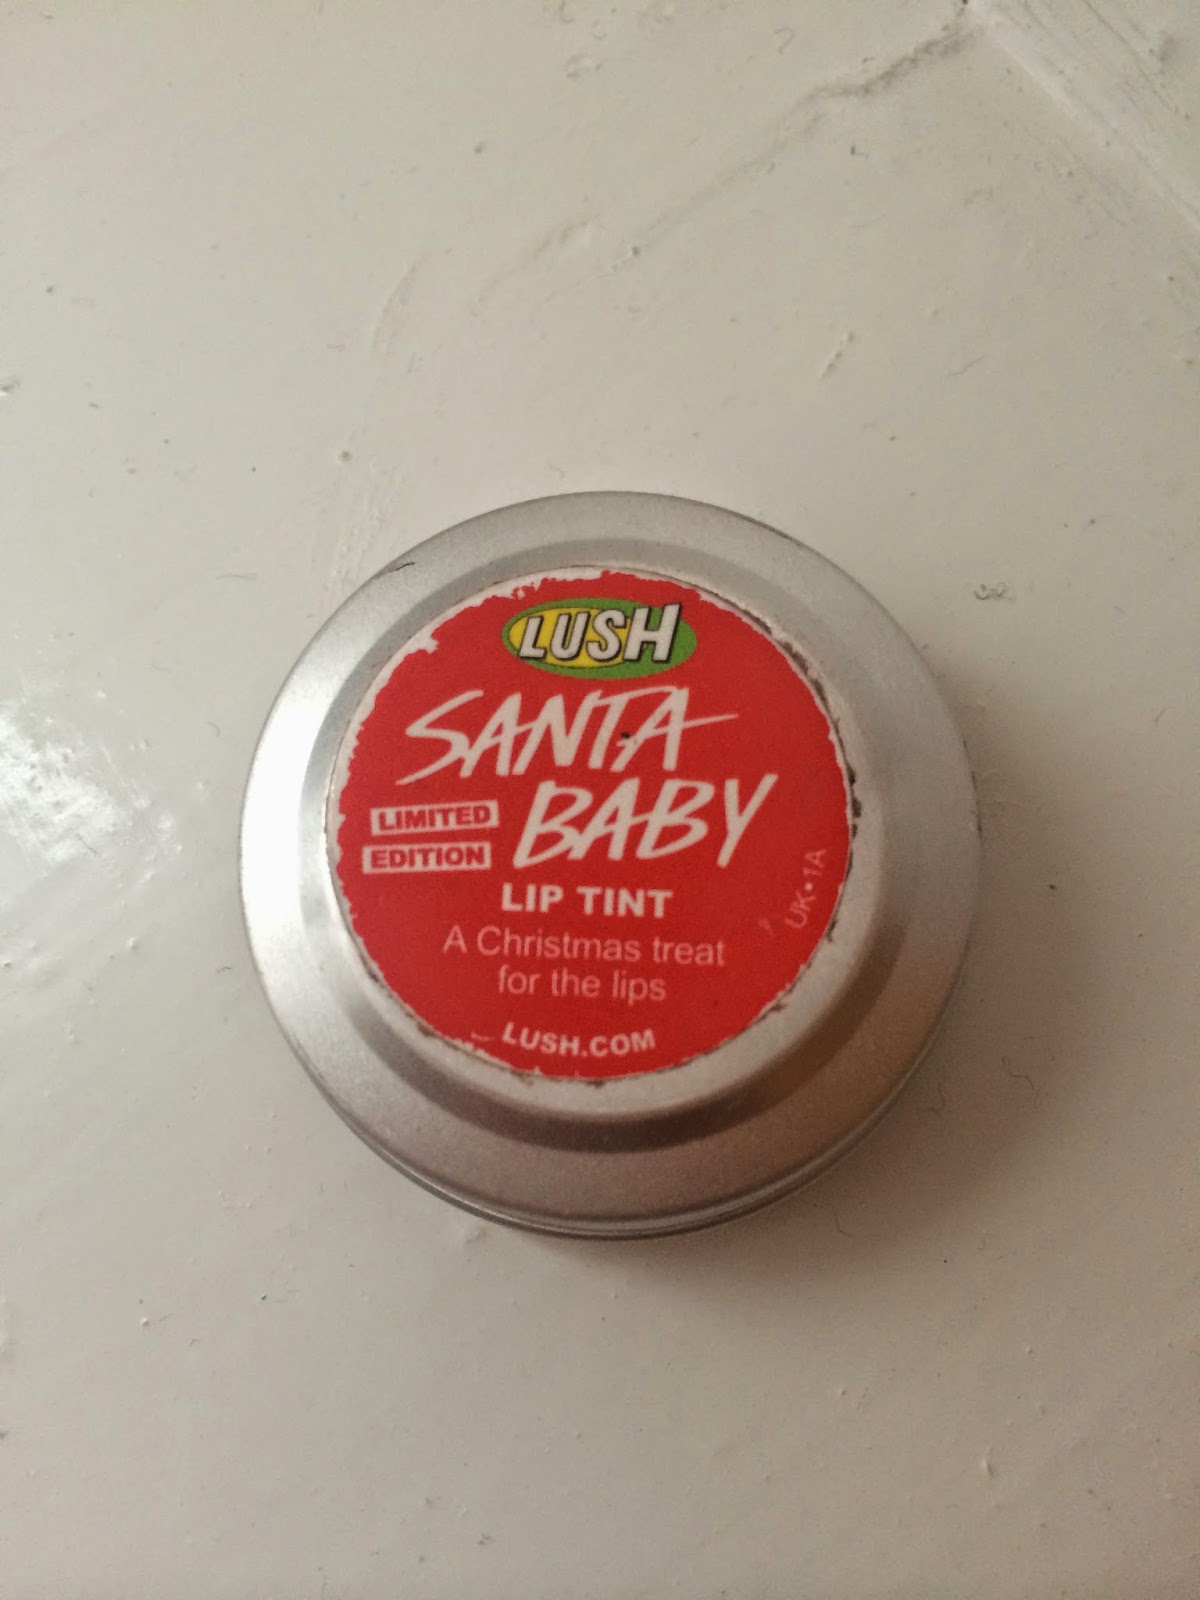 LUSH
SANTA
BABY
LIMITED
EDITION
LIP TINT
A Christmas treat
for the lips
LUSH.COM
UK•1A